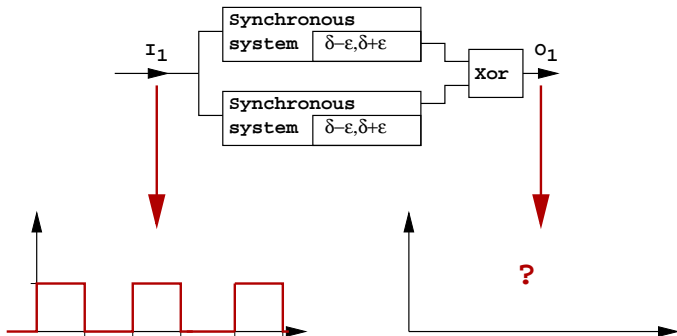 Synchronous
system δ−ε,δ+ε
I1
O1
Xor
Synchronous
system δ−ε,δ+ε
?